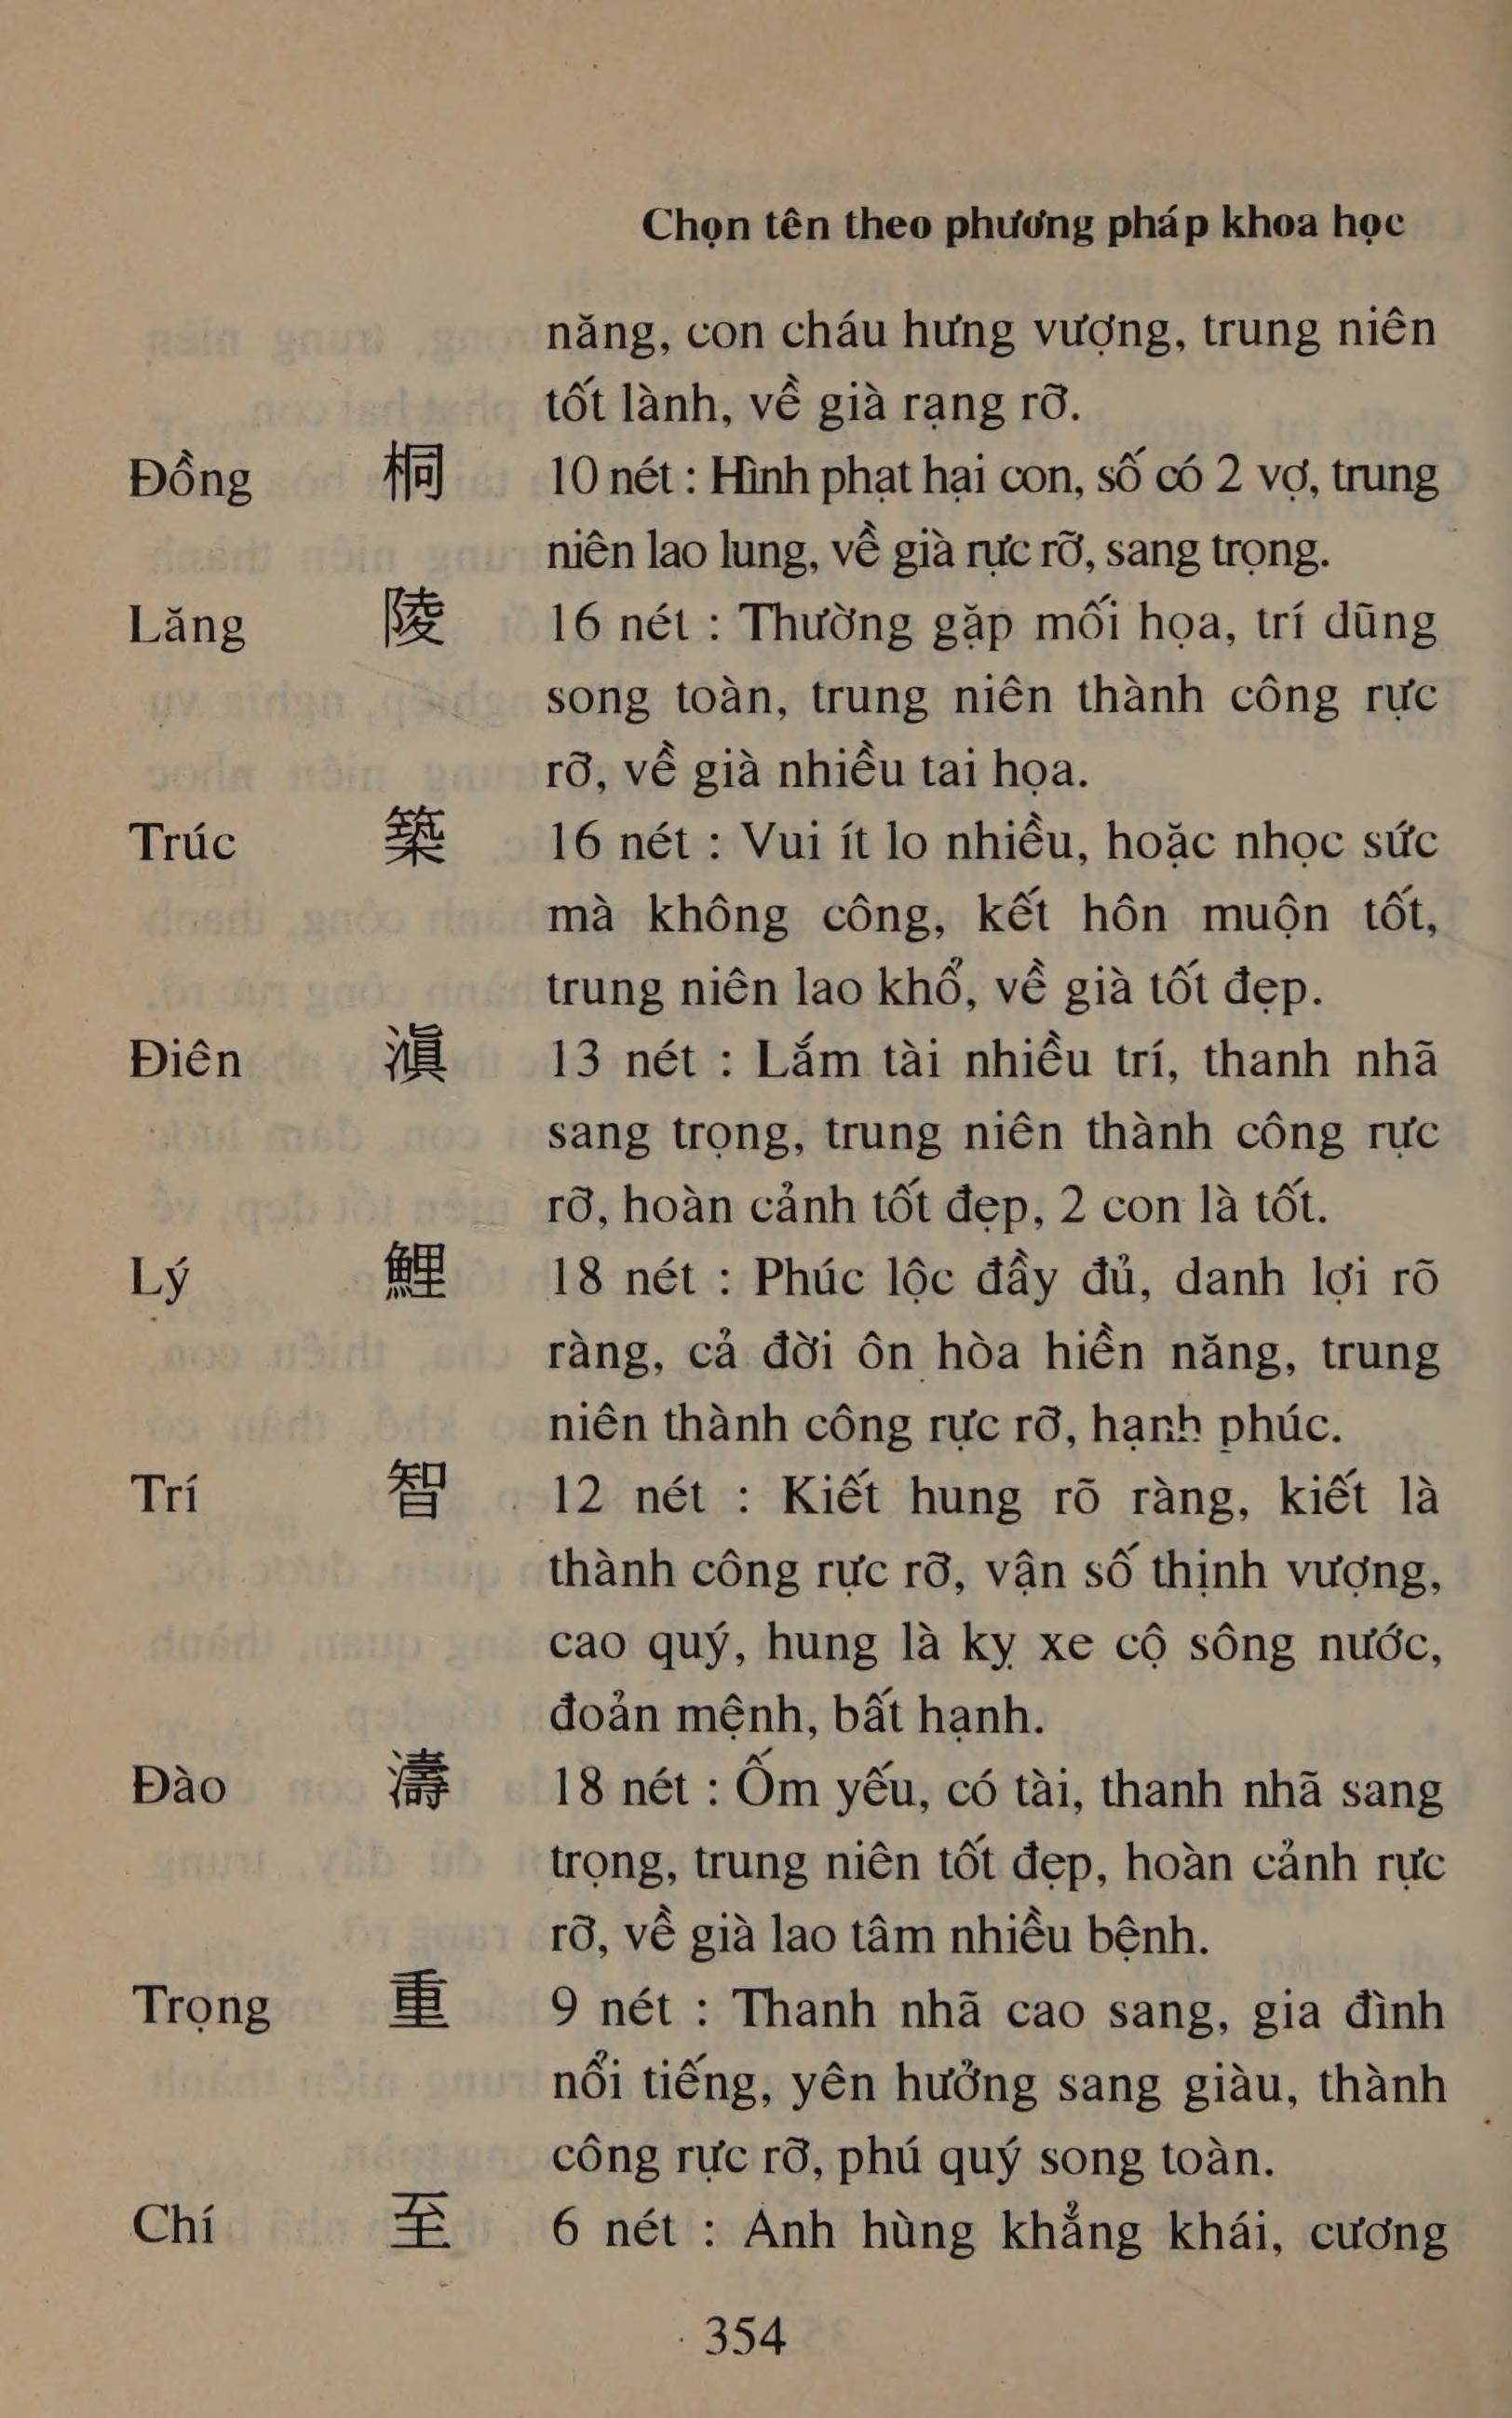 Chọn tên theo phương pháp khoa học
năng, con cháu hưng vượng, trung niên
tốt lành, về già rạng rỡ.
Đồng 桐 10 nét : Hình phạt hại con, số có 2 vợ, trung
niên lao lung, về già rực rỡ, sang trọng.
Lăng 陵 16 nét : Thường gặp mối họa, trí dũng
song toàn, trung niên thành công rực
rỡ, về già nhiều tai họa.
Trúc 築 16 nét : Vui ít lo nhiều, hoặc nhọc sức
mà không công, kết hôn muộn tốt,
trung niên lao khổ, về già tốt đẹp.
Điên 滇 13 nét : Lắm tài nhiều trí, thanh nhã
sang trọng, trung niên thành công rực
rỡ, hoàn cảnh tốt đẹp, 2 con là tốt.
Lý 鯉 18 nét : Phúc lộc đầy đủ, danh lợi rõ
ràng, cả đời ôn hòa hiền năng, trung
niên thành công rực rỡ, hạnh phúc.
Trí 智 12 nét : Kiết hung rõ ràng, kiết là
thành công rực rỡ, vận số thịnh vượng,
cao quý, hung là kỵ xe cộ sông nước,
đoản mệnh, bất hạnh.
Đào 濤 18 nét : Ốm yếu, có tài, thanh nhã sang
trọng, trung niên tốt đẹp, hoàn cảnh rực
rỡ, về già lao tâm nhiều bệnh.
Trọng 重 9 nét : Thanh nhã cao sang, gia đình
nổi tiếng, yên hưởng sang giàu, thành
công rực rỡ, phú quý song toàn.
Chí 至 6 nét : Anh hùng khẳng khái, cương
354